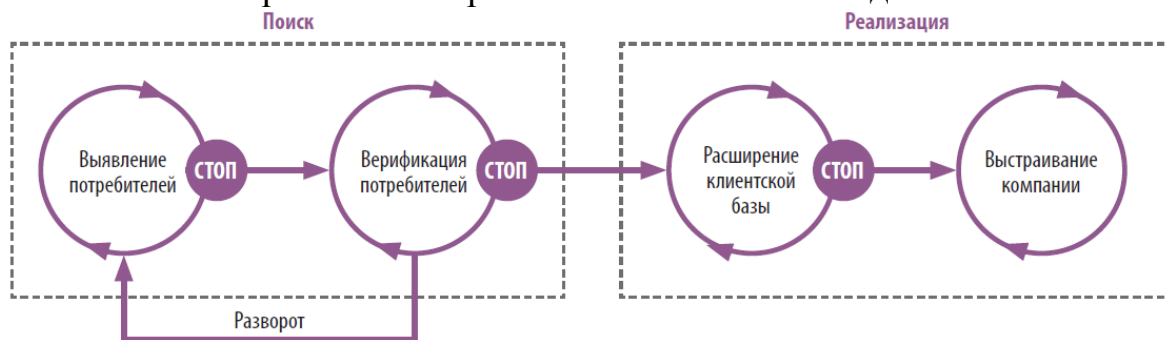 Поиск
Реализация
Выявление
потребителей
СТОП
Верификация
потребителей
СТОП
Расширение
клиентской
базы
СТОП
Выстраивание
компании
Разворот